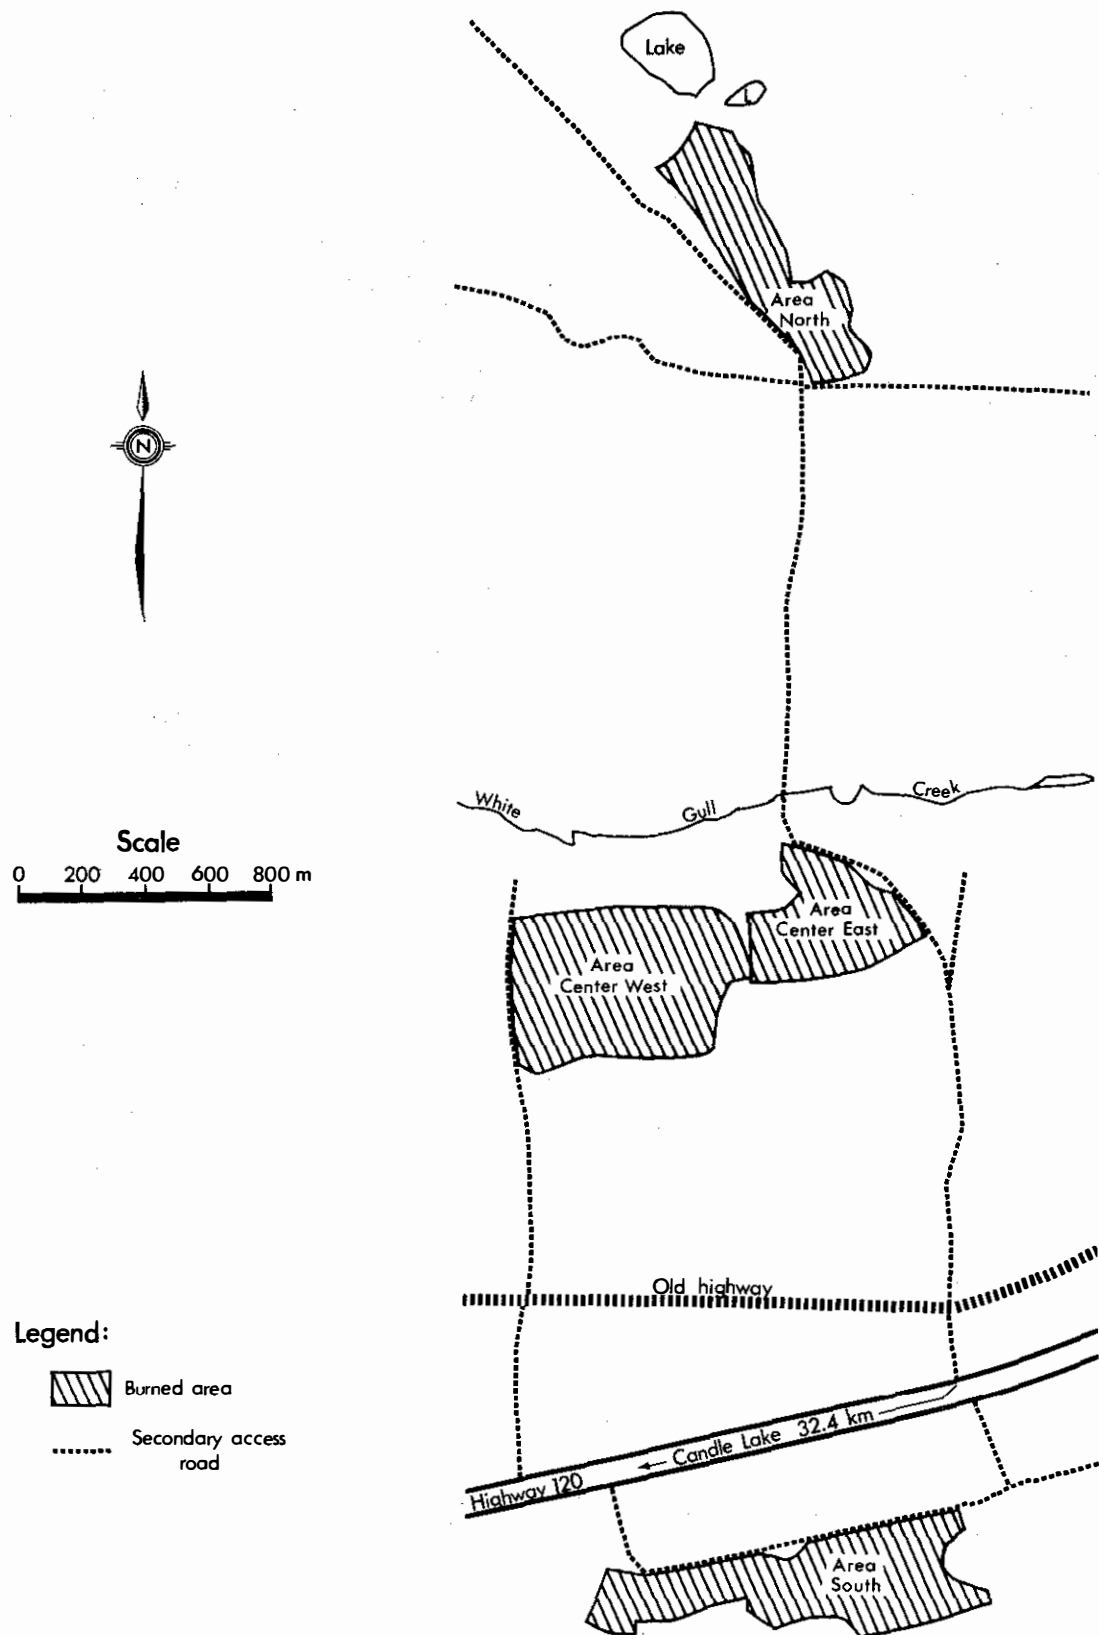 Lake
L
Area
North
N
White Gull Creek
Scale
0 200 400 600 800 m
Area
Center East
Area
Center West
Old highway
Legend:
Burned area
Secondary access
road
Candle Lake 32.4 km
Highway 120
Area
South